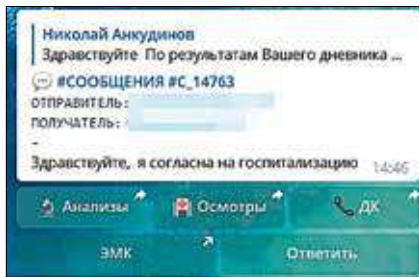 Николай Анкудинов
Здравствуйте По результатам Вашего дневника ...
#СООБЩЕНИЯ #C_14763
ОТПРАВИТЕЛЬ:
ПОЛУЧАТЕЛЬ:
-
Здравствуйте, я согласна на госпитализацию 14:46
Анализы Осмотры ДК
ЭМК Ответить